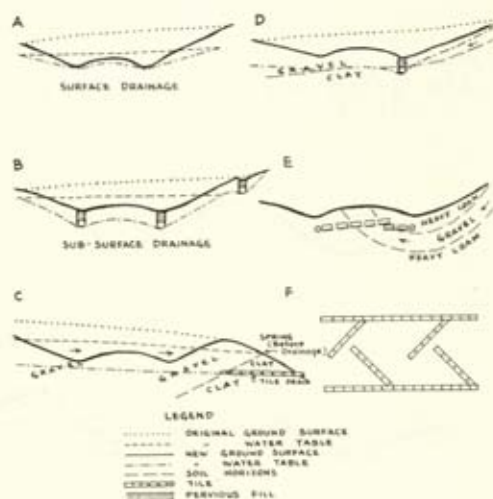 A
SURFACE DRAINAGE
B
SUB-SURFACE DRAINAGE
C
GRAVEL
GRAVEL
CLAY
CLAY
SPRING
(Before
Drainage)
TILE DRAIN
D
GRAVEL
CLAY
E
HEAVY LOAM
GRAVEL
HEAVY LOAM
F
LEGEND
ORIGINAL GROUND SURFACE
" WATER TABLE
NEW GROUND SURFACE
" WATER TABLE
SOIL HORIZONS
TILE
PERVIOUS FILL